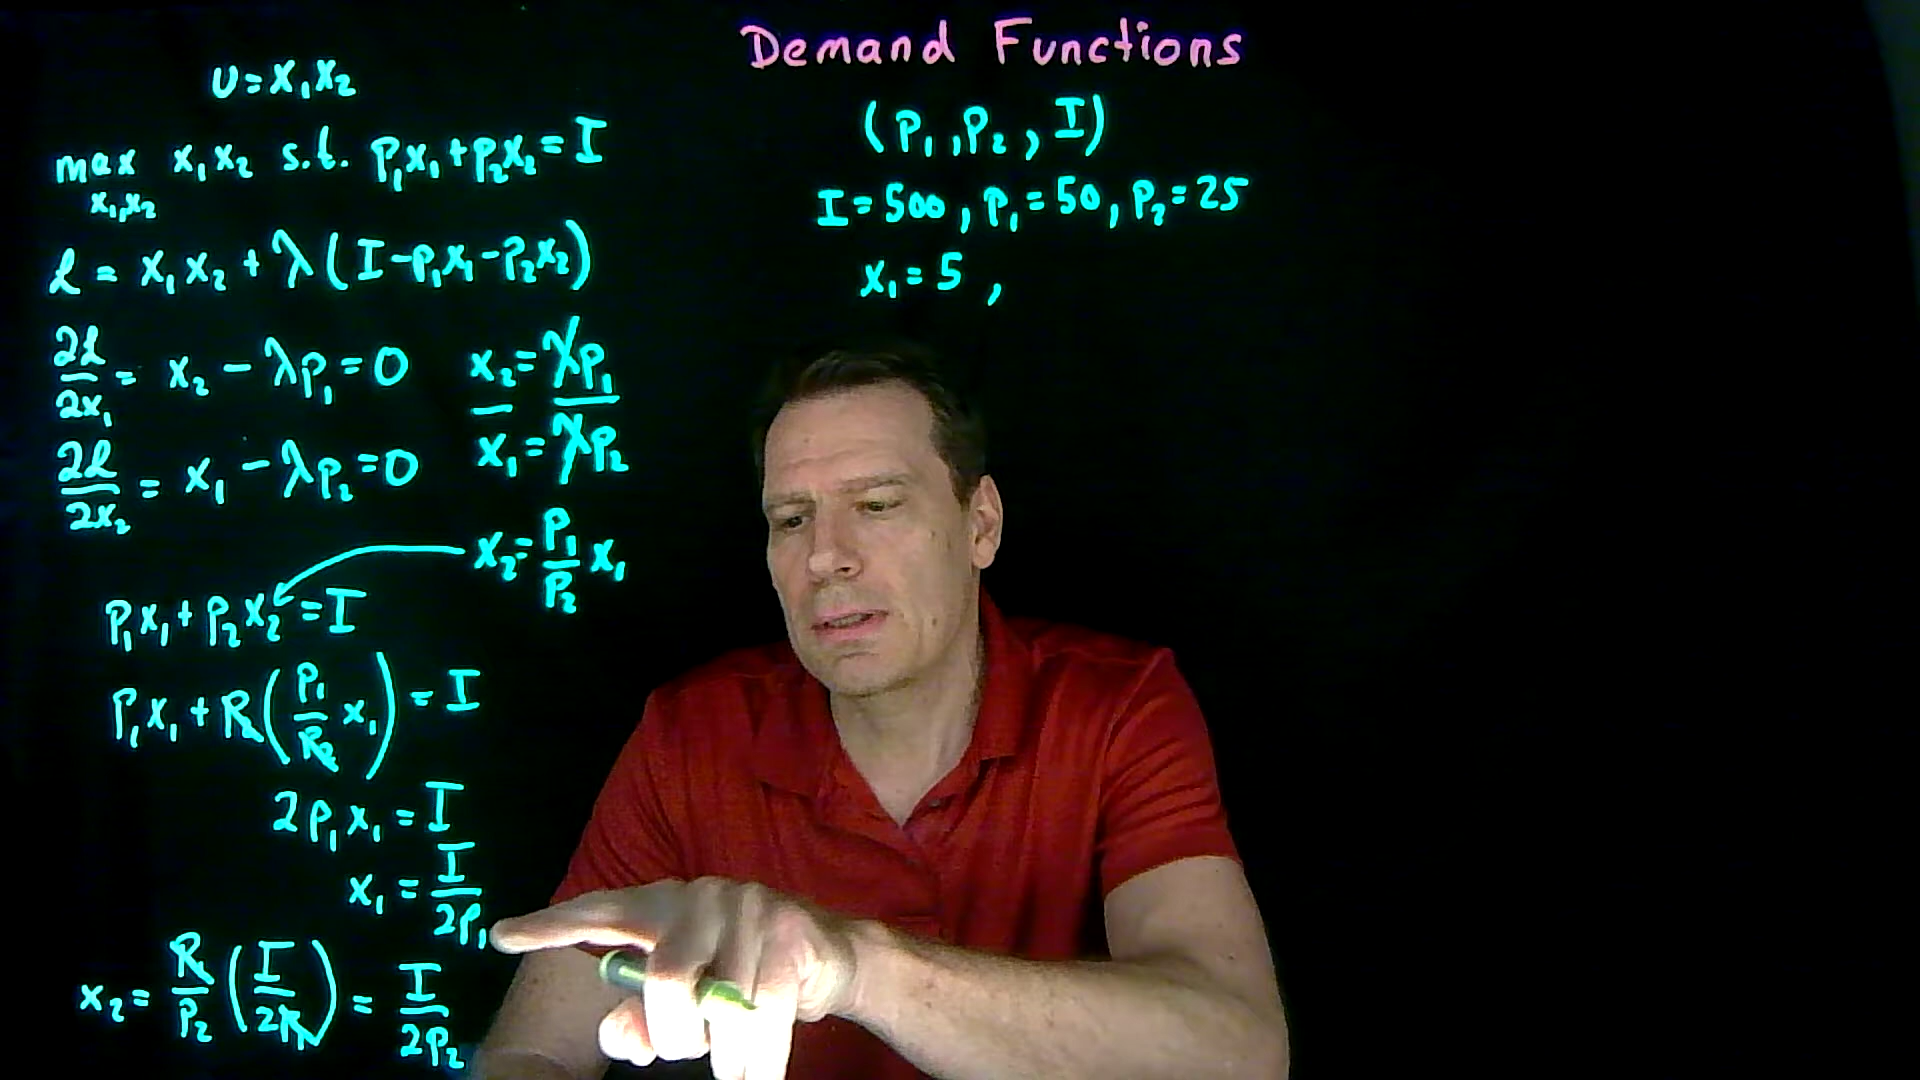 Demand Functions
U = x₁x₂
max x₁x₂ s.t. p₁x₁ + p₂x₂ = I
x₁,x₂
ℒ = x₁x₂ + λ(I - p₁x₁ - p₂x₂)
∂ℒ/∂x₁ = x₂ - λp₁ = 0
∂ℒ/∂x₂ = x₁ - λp₂ = 0
x₂ = λp₁
x₁ = λp₂
x₂ = p₁/p₂ x₁
p₁x₁ + p₂x₂ = I
p₁x₁ + p₂(p₁/p₂ x₁) = I
2p₁x₁ = I
x₁ = I/2p₁
x₂ = p₁/p₂ (I/2p₁) = I/2p₂
(p₁, p₂, I)
I = 500, p₁ = 50, p₂ = 25
x₁ = 5 ,